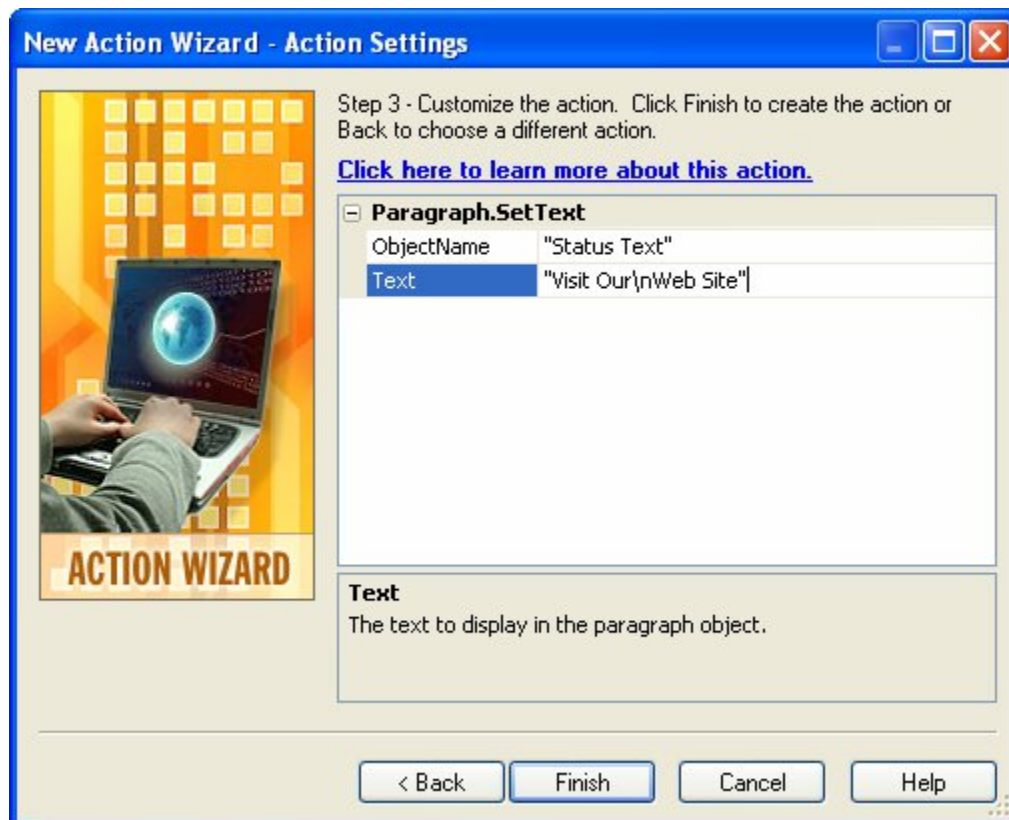 New Action Wizard - Action Settings
Step 3 - Customize the action.  Click Finish to create the action or
Back to choose a different action.
Click here to learn more about this action.
Paragraph.SetText
ObjectName "Status Text"
Text "Visit Our\nWeb Site"
ACTION WIZARD
Text
The text to display in the paragraph object.
< Back Finish Cancel Help